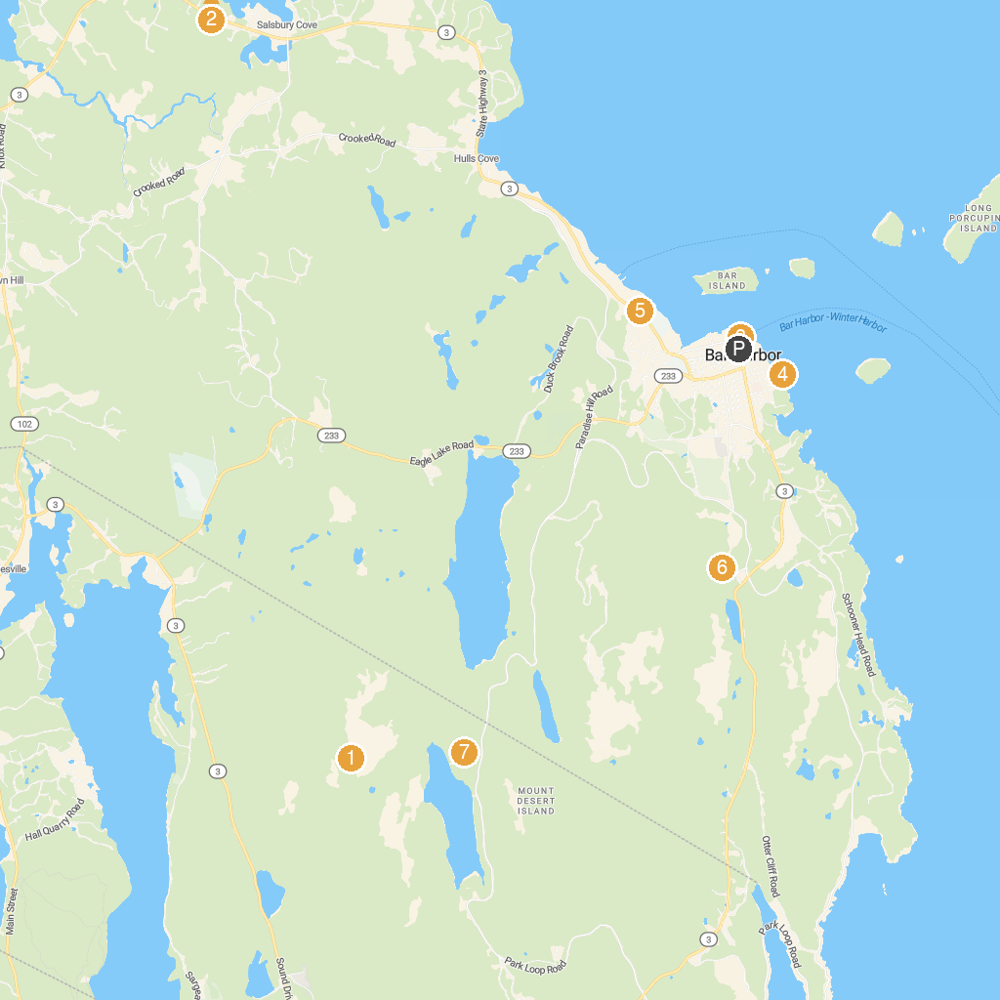 2
Salsbury Cove
3
3
State Highway 3
Crooked Road
Hulls Cove
Knox Road
Crooked Road
3
LONG
ISLAND
BAR
ISLAND
5
Bar Harbor - Winter Harbor
P
4
233
Duck Brook Road
Paradise Hill Road
102
233
Eagle Lake Road
233
3
3
6
3
Schooner Head Road
1
7
3
MOUNT
DESERT
ISLAND
Hall Quarry Road
Otter Cliff Road
Main Street
Park Loop Road
3
Park Loop Road